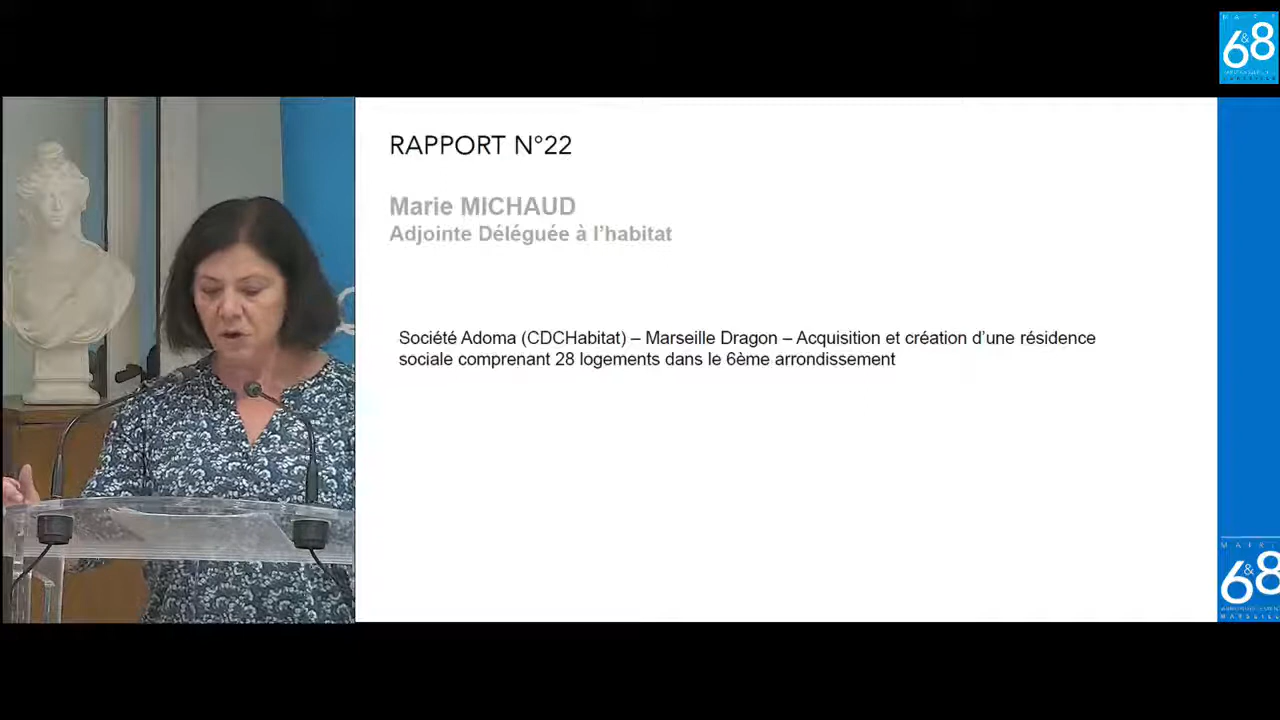 MAIRIE
6&8
RAPPORT N°22
Marie MICHAUD
Adjointe Déléguée à l’habitat
Société Adoma (CDCHabitat) – Marseille Dragon – Acquisition et création d’une résidence
sociale comprenant 28 logements dans le 6ème arrondissement
6&8